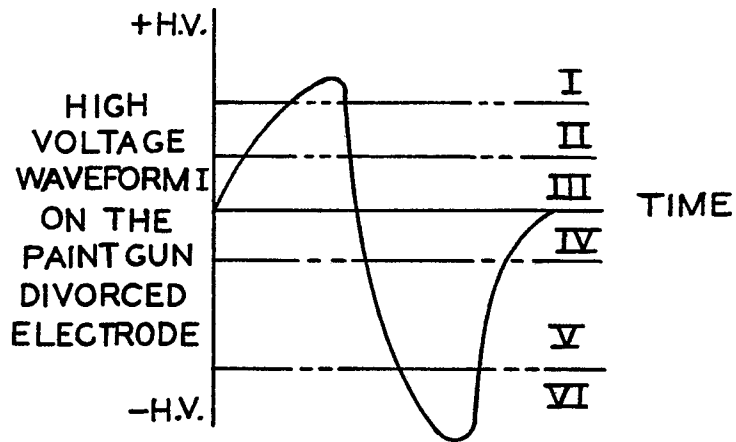 +H.V.
HIGH
VOLTAGE
WAVEFORM I
ON THE
PAINT GUN
DIVORCED
ELECTRODE
-H.V.
I
II
III
TIME
IV
V
VI